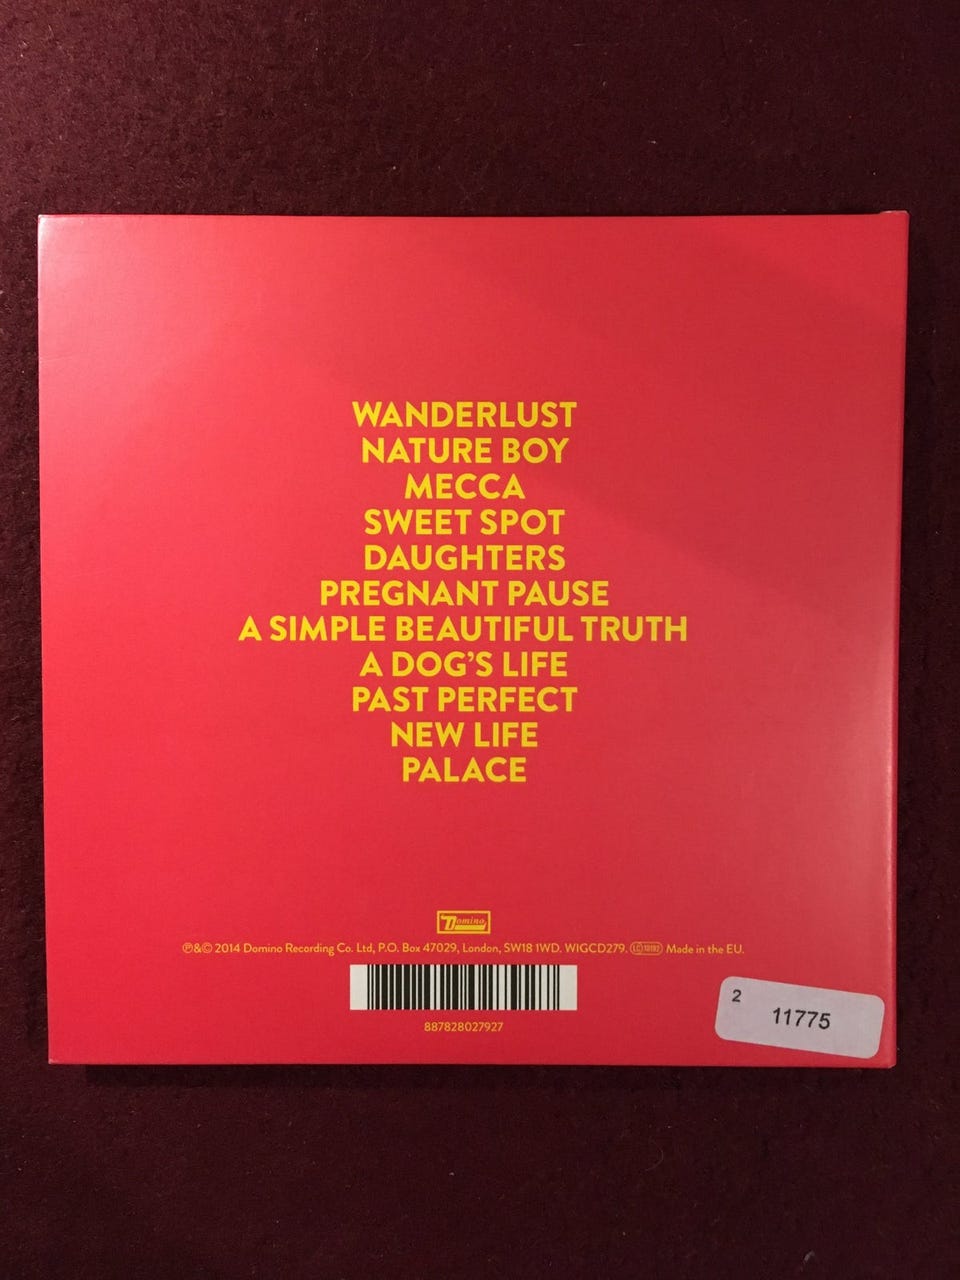 WANDERLUST
NATURE BOY
MECCA
SWEET SPOT
DAUGHTERS
PREGNANT PAUSE
A SIMPLE BEAUTIFUL TRUTH
A DOG'S LIFE
PAST PERFECT
NEW LIFE
PALACE
Domino
℗&© 2014 Domino Recording Co. Ltd, P.O. Box 47029, London, SW18 1WD. WIGCD279. LC 11192 Made in the EU.
887828027927
2
11775